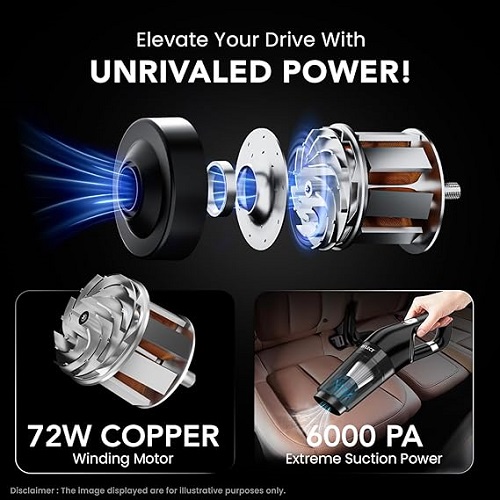 Elevate Your Drive With
UNRIVALED POWER!
72W COPPER
Winding Motor
6000 PA
Extreme Suction Power
Disclaimer : The image displayed are for illustrative purposes only.